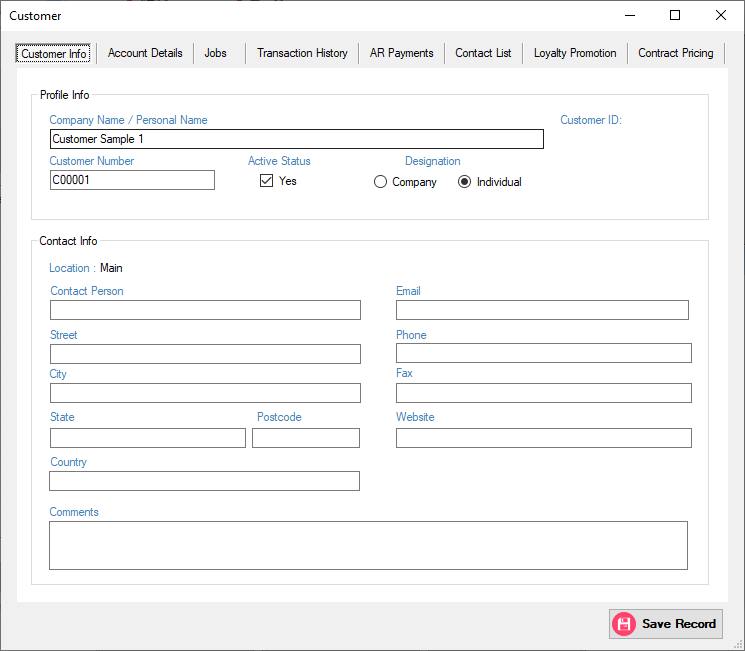 Customer
Customer Info Account Details Jobs Transaction History AR Payments Contact List Loyalty Promotion Contract Pricing
Profile Info
Company Name / Personal Name Customer ID:
Customer Sample 1
Customer Number Active Status Designation
C00001 Yes Company Individual
Contact Info
Location : Main
Contact Person Email
Street Phone
City Fax
State Postcode Website
Country
Comments
Save Record